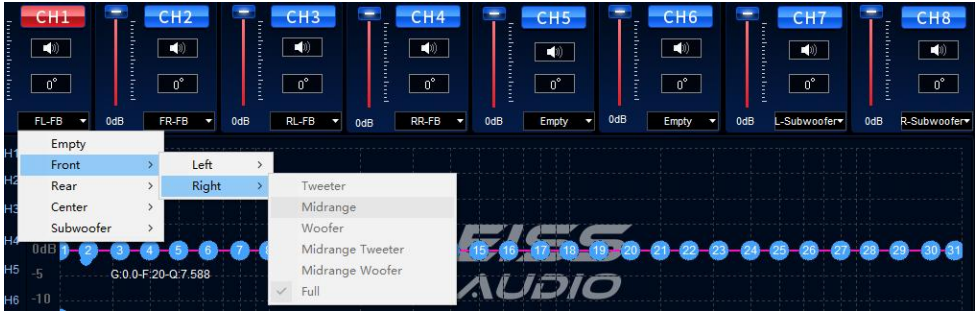 CH1 CH2 CH3 CH4 CH5 CH6 CH7 CH8
0° 0° 0° 0° 0° 0° 0° 0°
FL-FB 0dB FR-FB 0dB RL-FB 0dB RR-FB 0dB Empty 0dB Empty 0dB L-Subwoofer 0dB R-Subwoofer
Empty
H1
Front Left
H2 Rear Right Tweeter
H3 Center Midrange
Subwoofer Woofer
H4 0dB 1 2 3 4 5 6 7 Midrange Tweeter 15 16 17 18 19 20 21 22 23 24 25 26 27 28 29 30 31
H5 -5 G:0.0-F:20-Q:7.588 Midrange Woofer
H6 -10 Full
AUDIO